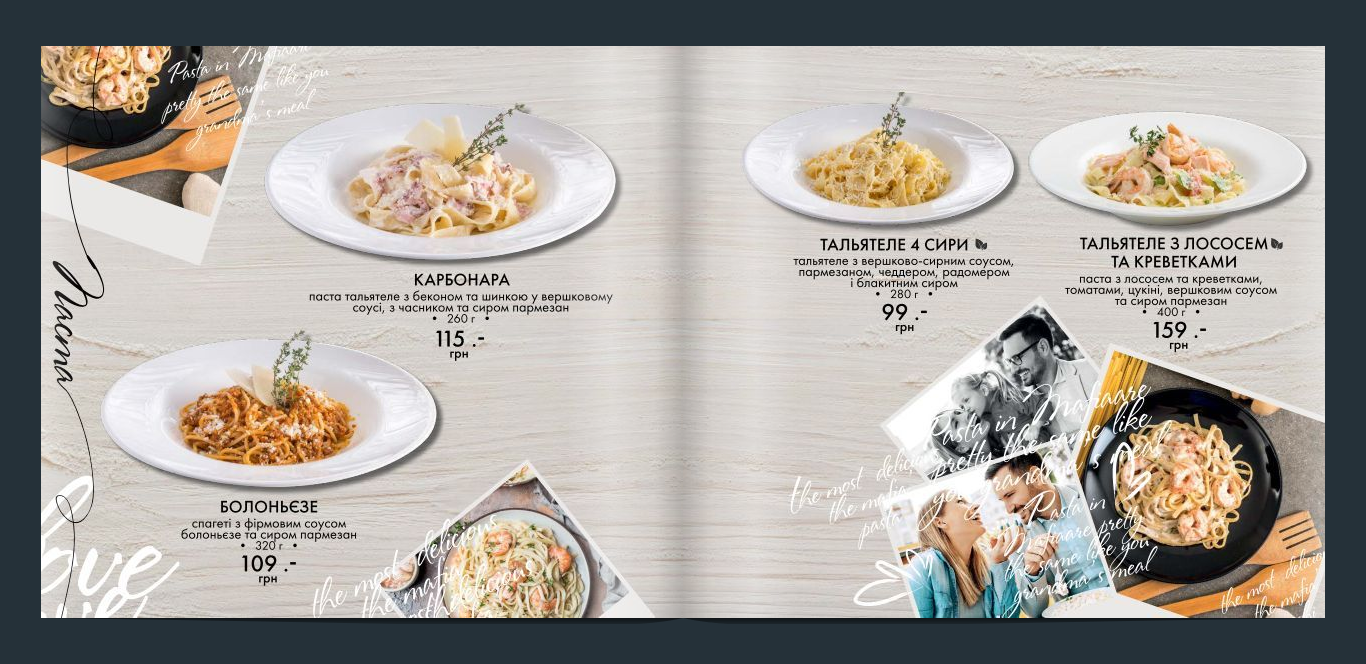 Pasta in Mafiaare
pretty the same like you
grandma's meal
Паста
КАРБОНАРА
паста тальятеле з беконом та шинкою у вершковому
соусі, з часником та сиром пармезан
• 260 г •
115 .-
грн
БОЛОНЬЄЗЕ
спагеті з фірмовим соусом
болоньєзе та сиром пармезан
• 320 г •
109 .-
грн
love
the most delicious
the mafia
ТАЛЬЯТЕЛЕ 4 СИРИ
тальятеле з вершково-сирним соусом,
пармезаном, чеддером, радомером
і блакитним сиром
• 280 г •
99 .-
грн
ТАЛЬЯТЕЛЕ З ЛОСОСЕМ
ТА КРЕВЕТКАМИ
паста з лососем та креветками,
томатами, цукіні, вершковим соусом
та сиром пармезан
• 400 г •
159 .-
грн
Pasta in Mafiaare
pretty the same like
you grandma's meal
the most delicious
the mafia
pasta
Pasta in
Mafiaare pretty
the same like you
grandma's meal
the most delicio
the mafia